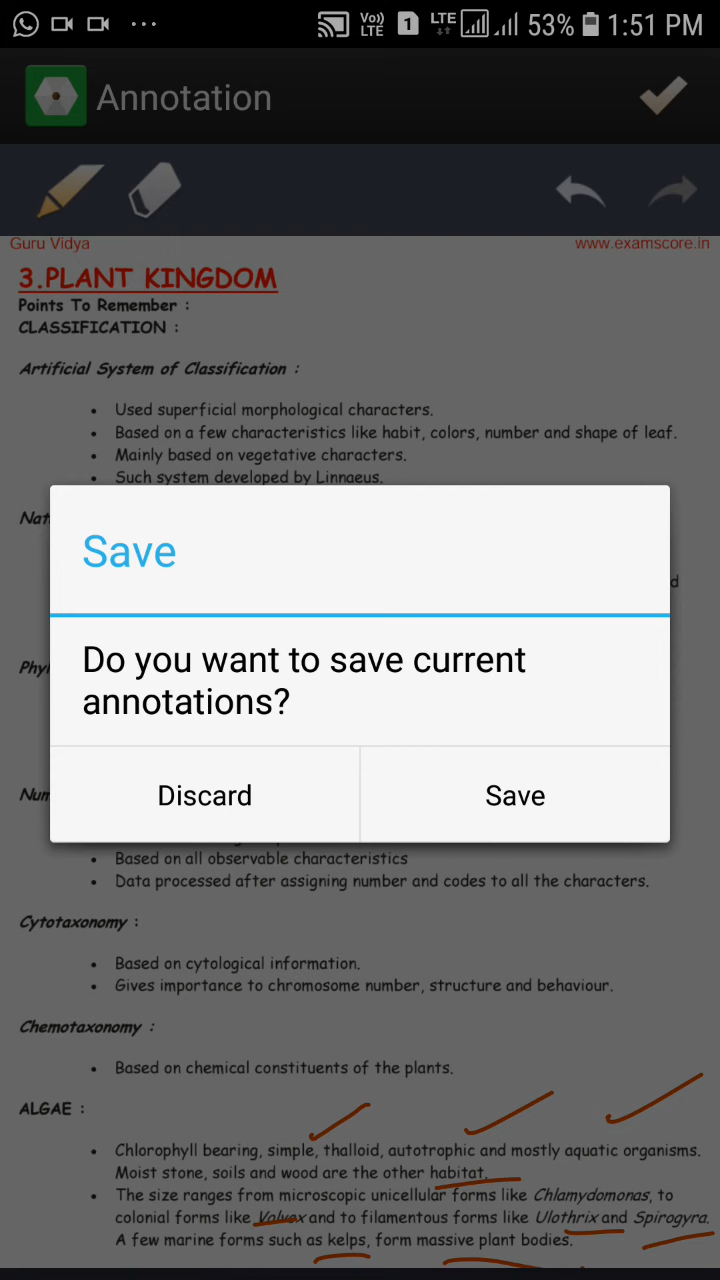 Vo)) LTE 1 LTE 53% 1:51 PM
Annotation
Guru Vidya www.examscore.in
3.PLANT KINGDOM
Points To Remember :
CLASSIFICATION :
Artificial System of Classification :
• Used superficial morphological characters.
• Based on a few characteristics like habit, colors, number and shape of leaf.
• Mainly based on vegetative characters.
• Such system developed by Linnaeus.
Nat
d
Save
Do you want to save current
annotations?
Phyl
Discard Save
Num
• Based on all observable characteristics
• Data processed after assigning number and codes to all the characters.
Cytotaxonomy :
• Based on cytological information.
• Gives importance to chromosome number, structure and behaviour.
Chemotaxonomy :
• Based on chemical constituents of the plants.
ALGAE :
• Chlorophyll bearing, simple, thalloid, autotrophic and mostly aquatic organisms.
Moist stone, soils and wood are the other habitat.
• The size ranges from microscopic unicellular forms like Chlamydomonas, to
colonial forms like Volvox and to filamentous forms like Ulothrix and Spirogyra.
A few marine forms such as kelps, form massive plant bodies.